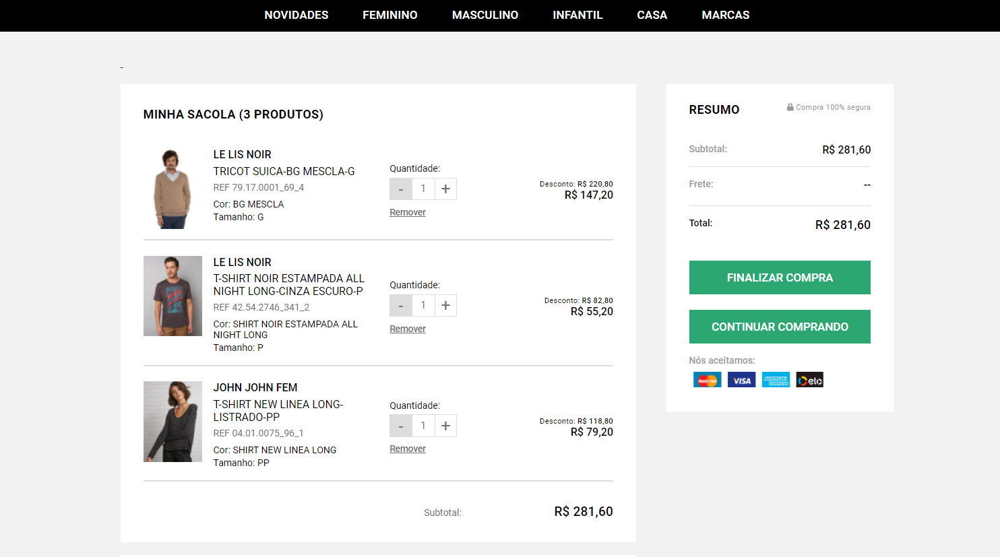 NOVIDADES FEMININO MASCULINO INFANTIL CASA MARCAS
-
MINHA SACOLA (3 PRODUTOS)
LE LIS NOIR
TRICOT SUICA-BG MESCLA-G
REF 79.17.0001_69_4
Cor: BG MESCLA
Tamanho: G
Quantidade:
- 1 +
Remover
Desconto: R$ 220,80
R$ 147,20
LE LIS NOIR
T-SHIRT NOIR ESTAMPADA ALL
NIGHT LONG-CINZA ESCURO-P
REF 42.54.2746_341_2
Cor: SHIRT NOIR ESTAMPADA ALL
NIGHT LONG
Tamanho: P
Quantidade:
- 1 +
Remover
Desconto: R$ 82,80
R$ 55,20
JOHN JOHN FEM
T-SHIRT NEW LINEA LONG-
LISTRADO-PP
REF 04.01.0075_96_1
Cor: SHIRT NEW LINEA LONG
Tamanho: PP
Quantidade:
- 1 +
Remover
Desconto: R$ 118,80
R$ 79,20
Subtotal: R$ 281,60
RESUMO
Compra 100% segura
Subtotal: R$ 281,60
Frete: --
Total: R$ 281,60
FINALIZAR COMPRA
CONTINUAR COMPRANDO
Nós aceitamos:
MasterCard VISA AMERICAN EXPRESS elo